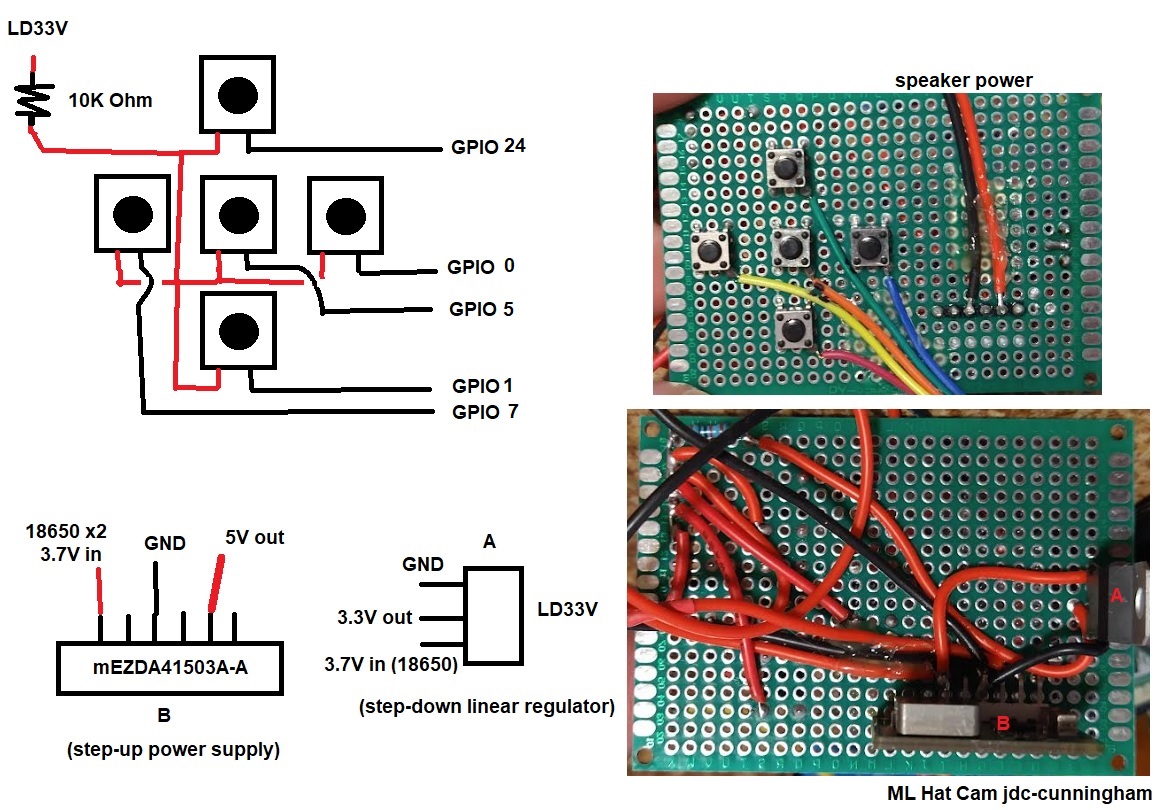 LD33V
10K Ohm
GPIO 24
GPIO 0
GPIO 5
GPIO 1
GPIO 7
speaker power
18650 x2
3.7V in
GND
5V out
mEZDA41503A-A
B
(step-up power supply)
A
GND
3.3V out
3.7V in (18650)
LD33V
(step-down linear regulator)
A
B
ML Hat Cam jdc-cunningham